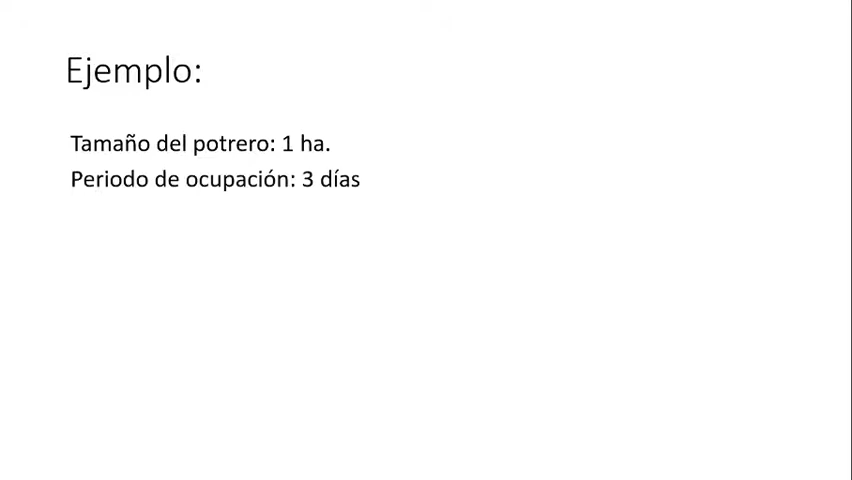 Ejemplo:
Tamaño del potrero: 1 ha.
Periodo de ocupación: 3 días